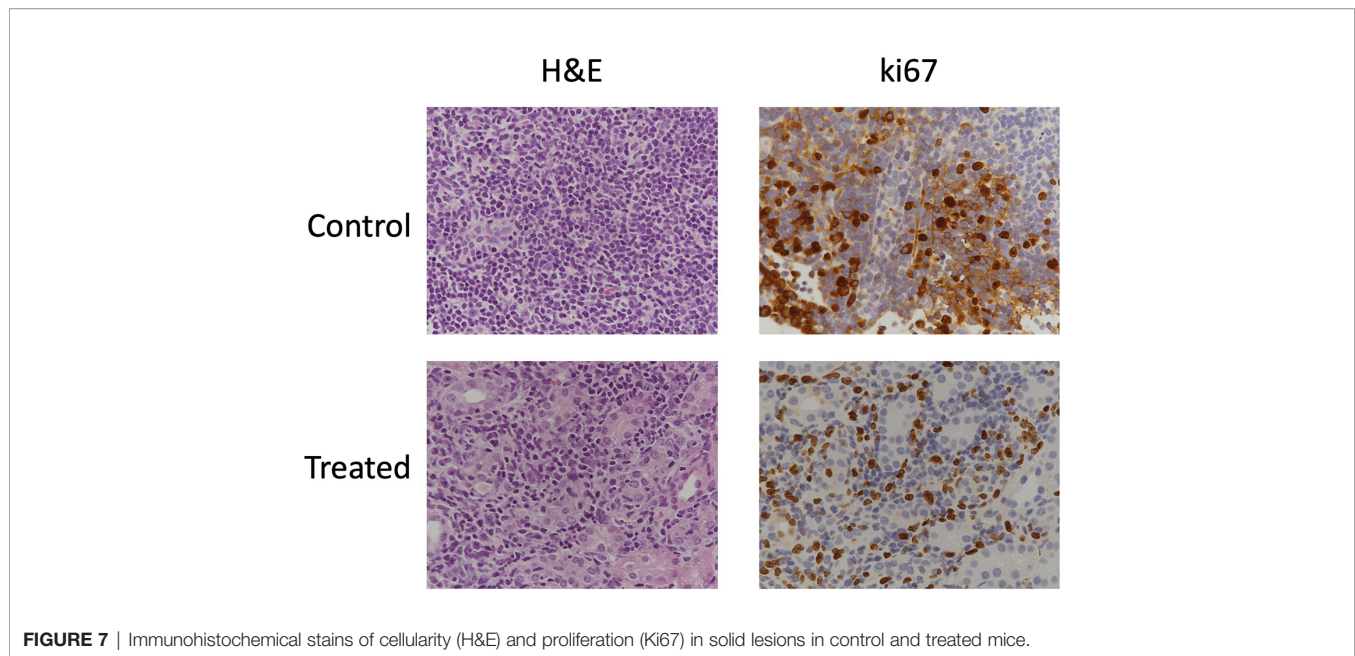 H&E
ki67
Control
Treated
FIGURE 7 | Immunohistochemical stains of cellularity (H&E) and proliferation (Ki67) in solid lesions in control and treated mice.